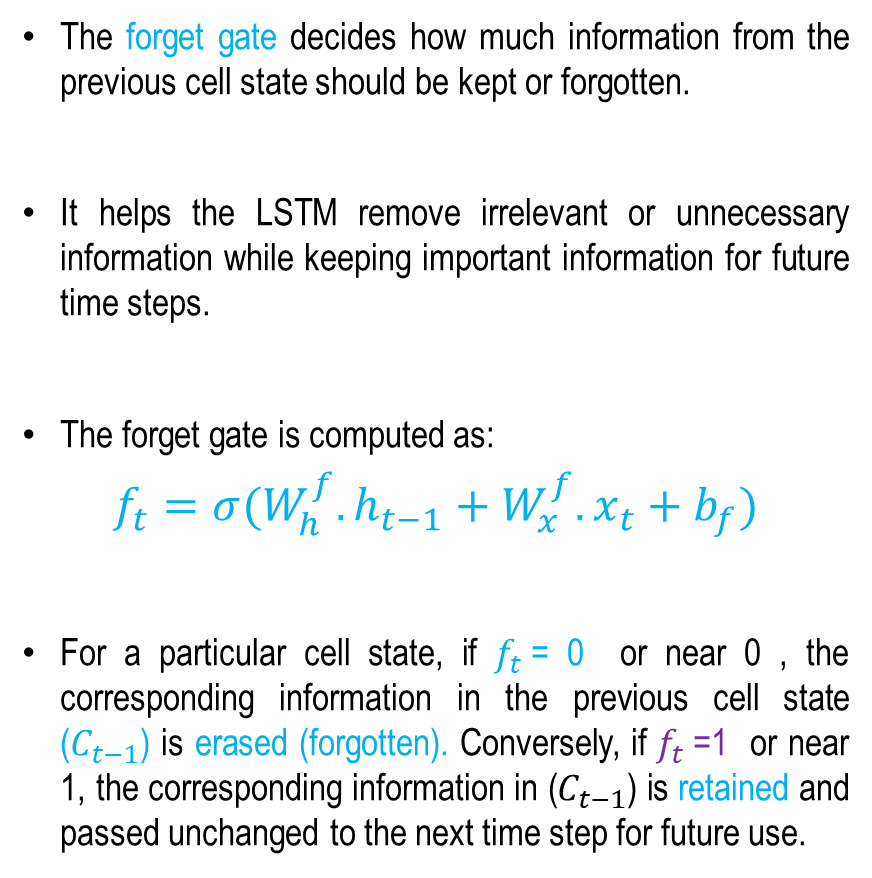 • The forget gate decides how much information from the
previous cell state should be kept or forgotten.
• It helps the LSTM remove irrelevant or unnecessary
information while keeping important information for future
time steps.
• The forget gate is computed as:
$f_t = \sigma(W_h^f . h_{t-1} + W_x^f . x_t + b_f)$
• For a particular cell state, if $f_t$ = 0 or near 0 , the
corresponding information in the previous cell state
($C_{t-1}$) is erased (forgotten). Conversely, if $f_t$ =1 or near
1, the corresponding information in ($C_{t-1}$) is retained and
passed unchanged to the next time step for future use.